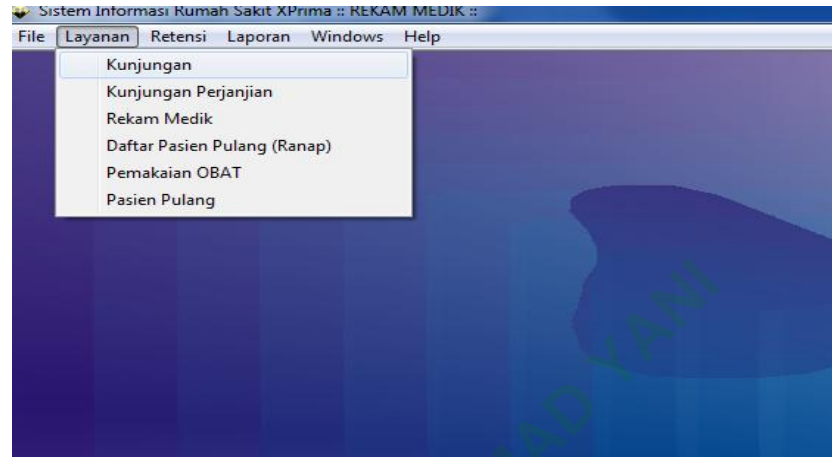 Sistem Informasi Rumah Sakit XPrima :: REKAM MEDIK ::
File Layanan Retensi Laporan Windows Help
Kunjungan
Kunjungan Perjanjian
Rekam Medik
Daftar Pasien Pulang (Ranap)
Pemakaian OBAT
Pasien Pulang
YANI